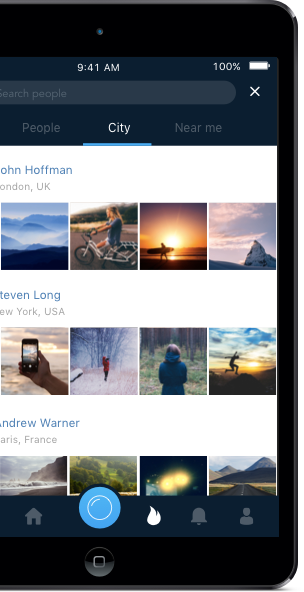 9:41 AM 100%
Search people
People City Near me
ohn Hoffman
ondon, UK
teven Long
ew York, USA
Andrew Warner
aris, France